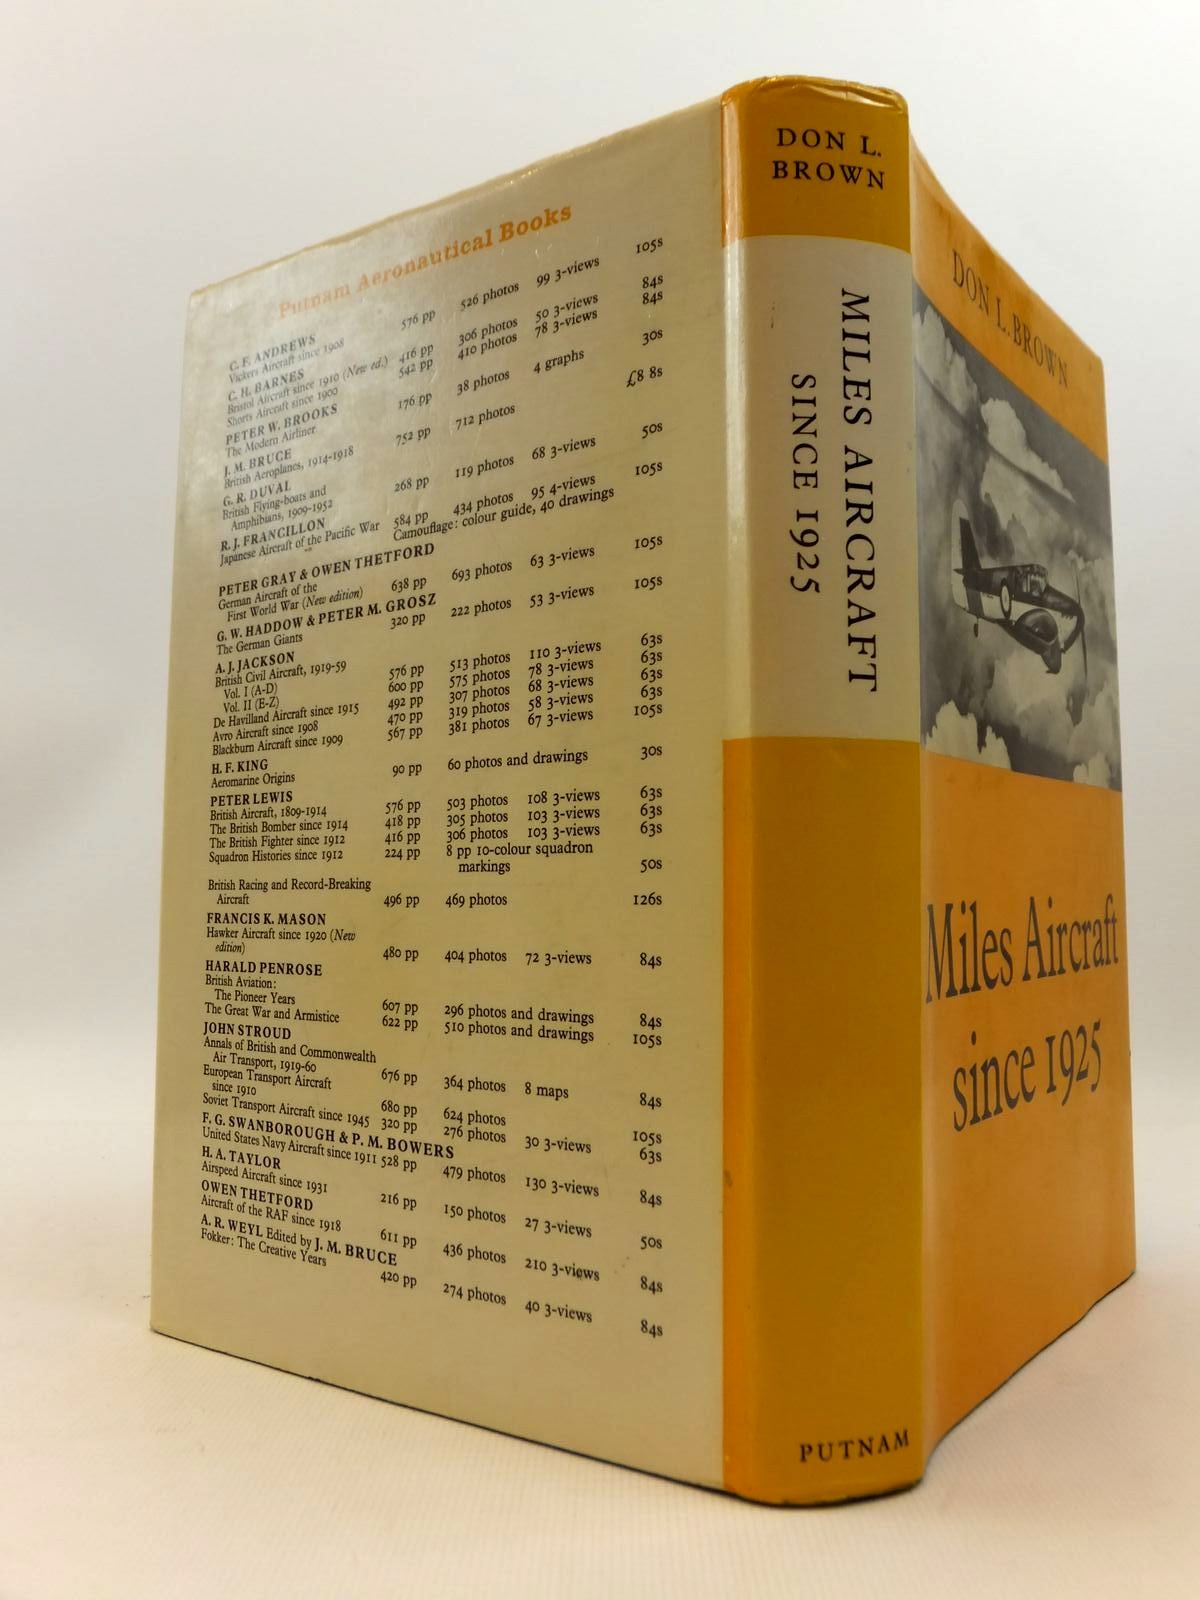 Putnam Aeronautical Books
C. F. ANDREWS
Vickers Aircraft since 1908 576 pp 526 photos 99 3-views 105s
C. H. BARNES
Bristol Aircraft since 1910 (New ed.) 416 pp 306 photos 50 3-views 84s
Shorts Aircraft since 1900 542 pp 410 photos 78 3-views 84s
PETER W. BROOKS
The Modern Airliner 176 pp 38 photos 4 graphs 30s
J. M. BRUCE
British Aeroplanes, 1914-1918 752 pp 712 photos £8 8s
G. R. DUVAL
British Flying-boats and
Amphibians, 1909-1952 268 pp 119 photos 68 3-views 50s
R. J. FRANCILLON
Japanese Aircraft of the Pacific War 584 pp 434 photos 95 4-views 105s
Camouflage: colour guide, 40 drawings
PETER GRAY & OWEN THETFORD
German Aircraft of the
First World War (New edition) 638 pp 693 photos 63 3-views 105s
G. W. HADDOW & PETER M. GROSZ
The German Giants 320 pp 222 photos 53 3-views 105s
A. J. JACKSON
British Civil Aircraft, 1919-59
Vol. I (A-D) 576 pp 513 photos 110 3-views 63s
Vol. II (E-Z) 600 pp 575 photos 78 3-views 63s
De Havilland Aircraft since 1915 492 pp 307 photos 68 3-views 63s
Avro Aircraft since 1908 470 pp 319 photos 58 3-views 63s
Blackburn Aircraft since 1909 567 pp 381 photos 67 3-views 105s
H. F. KING
Aeromarine Origins 90 pp 60 photos and drawings 30s
PETER LEWIS
British Aircraft, 1809-1914 576 pp 503 photos 108 3-views 63s
The British Bomber since 1914 418 pp 305 photos 103 3-views 63s
The British Fighter since 1912 416 pp 306 photos 103 3-views 63s
Squadron Histories since 1912 224 pp 8 pp 10-colour squadron
markings 50s
British Racing and Record-Breaking
Aircraft 496 pp 469 photos 126s
FRANCIS K. MASON
Hawker Aircraft since 1920 (New
edition) 480 pp 404 photos 72 3-views 84s
HARALD PENROSE
British Aviation:
The Pioneer Years 607 pp 296 photos and drawings 84s
The Great War and Armistice 622 pp 510 photos and drawings 105s
JOHN STROUD
Annals of British and Commonwealth
Air Transport, 1919-60 676 pp 364 photos 8 maps 84s
European Transport Aircraft
since 1910 680 pp 624 photos 105s
Soviet Transport Aircraft since 1945 320 pp 276 photos 30 3-views 63s
F. G. SWANBOROUGH & P. M. BOWERS
United States Navy Aircraft since 1911 528 pp 479 photos 130 3-views 84s
H. A. TAYLOR
Airspeed Aircraft since 1931 216 pp 150 photos 27 3-views 50s
OWEN THETFORD
Aircraft of the RAF since 1918 611 pp 436 photos 210 3-views 84s
A. R. WEYL Edited by J. M. BRUCE
Fokker: The Creative Years 420 pp 274 photos 40 3-views 84s
DON L.
BROWN
MILES AIRCRAFT
SINCE 1925
PUTNAM
DON L. BROWN
Miles Aircraft
since 1925